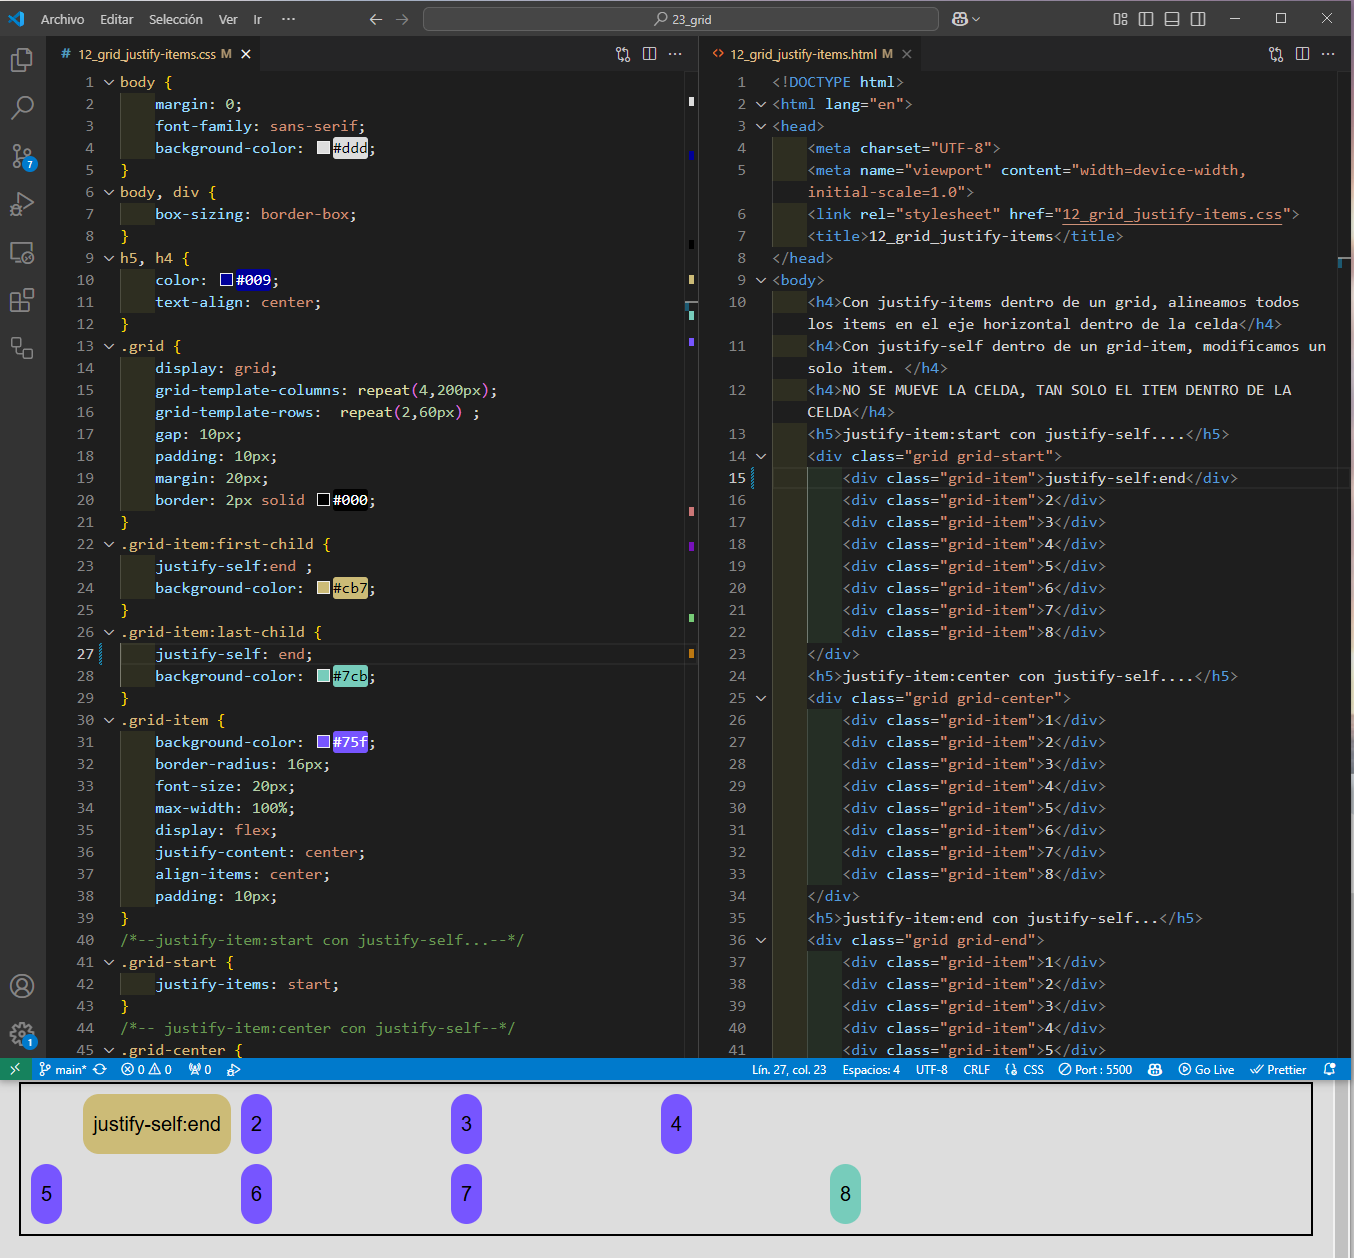 Archivo Editar Selección Ver Ir ··· 23_grid
# 12_grid_justify-items.css M
1 body {
2 margin: 0;
3 font-family: sans-serif;
4 background-color: #ddd;
5 }
6 body, div {
7 box-sizing: border-box;
8 }
9 h5, h4 {
10 color: #009;
11 text-align: center;
12 }
13 .grid {
14 display: grid;
15 grid-template-columns: repeat(4,200px);
16 grid-template-rows:  repeat(2,60px) ;
17 gap: 10px;
18 padding: 10px;
19 margin: 20px;
20 border: 2px solid #000;
21 }
22 .grid-item:first-child {
23 justify-self:end ;
24 background-color: #cb7;
25 }
26 .grid-item:last-child {
27 justify-self: end;
28 background-color: #7cb;
29 }
30 .grid-item {
31 background-color: #75f;
32 border-radius: 16px;
33 font-size: 20px;
34 max-width: 100%;
35 display: flex;
36 justify-content: center;
37 align-items: center;
38 padding: 10px;
39 }
40 /*--justify-item:start con justify-self...--*/
41 .grid-start {
42 justify-items: start;
43 }
44 /*-- justify-item:center con justify-self--*/
45 .grid-center {
<> 12_grid_justify-items.html M
1 <!DOCTYPE html>
2 <html lang="en">
3 <head>
4 <meta charset="UTF-8">
5 <meta name="viewport" content="width=device-width,
initial-scale=1.0">
6 <link rel="stylesheet" href="12_grid_justify-items.css">
7 <title>12_grid_justify-items</title>
8 </head>
9 <body>
10 <h4>Con justify-items dentro de un grid, alineamos todos
los items en el eje horizontal dentro de la celda</h4>
11 <h4>Con justify-self dentro de un grid-item, modificamos un
solo item. </h4>
12 <h4>NO SE MUEVE LA CELDA, TAN SOLO EL ITEM DENTRO DE LA
CELDA</h4>
13 <h5>justify-item:start con justify-self....</h5>
14 <div class="grid grid-start">
15 <div class="grid-item">justify-self:end</div>
16 <div class="grid-item">2</div>
17 <div class="grid-item">3</div>
18 <div class="grid-item">4</div>
19 <div class="grid-item">5</div>
20 <div class="grid-item">6</div>
21 <div class="grid-item">7</div>
22 <div class="grid-item">8</div>
23 </div>
24 <h5>justify-item:center con justify-self....</h5>
25 <div class="grid grid-center">
26 <div class="grid-item">1</div>
27 <div class="grid-item">2</div>
28 <div class="grid-item">3</div>
29 <div class="grid-item">4</div>
30 <div class="grid-item">5</div>
31 <div class="grid-item">6</div>
32 <div class="grid-item">7</div>
33 <div class="grid-item">8</div>
34 </div>
35 <h5>justify-item:end con justify-self...</h5>
36 <div class="grid grid-end">
37 <div class="grid-item">1</div>
38 <div class="grid-item">2</div>
39 <div class="grid-item">3</div>
40 <div class="grid-item">4</div>
41 <div class="grid-item">5</div>
7
1
main* 0 0 0 Lín. 27, col. 23 Espacios: 4 UTF-8 CRLF CSS Port : 5500 Go Live Prettier
justify-self:end 2 3 4
5 6 7 8